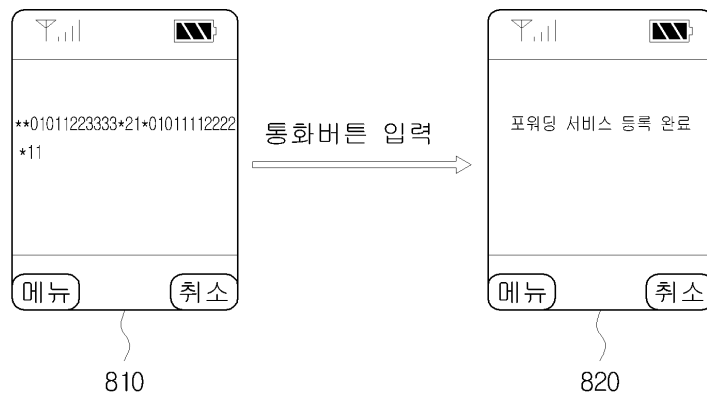 **01011223333*21*01011112222
*11
메뉴
취소
810
통화버튼 입력
포워딩 서비스 등록 완료
메뉴
취소
820